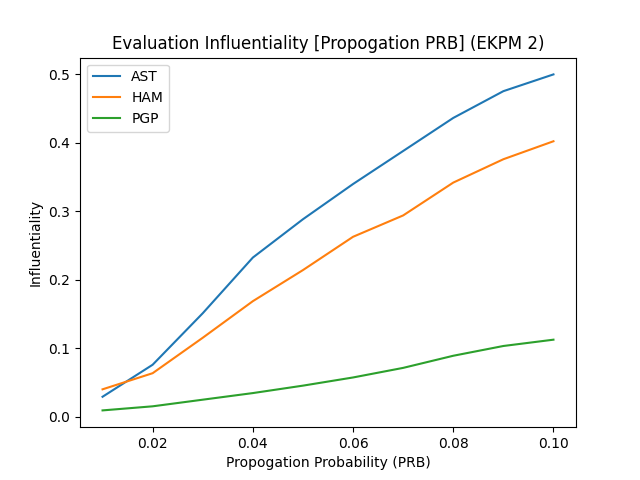 Evaluation Influentiality [Propogation PRB] (EKPM 2)
AST
HAM
PGP
Influentiality
0.5
0.4
0.3
0.2
0.1
0.0
0.02 0.04 0.06 0.08 0.10
Propogation Probability (PRB)